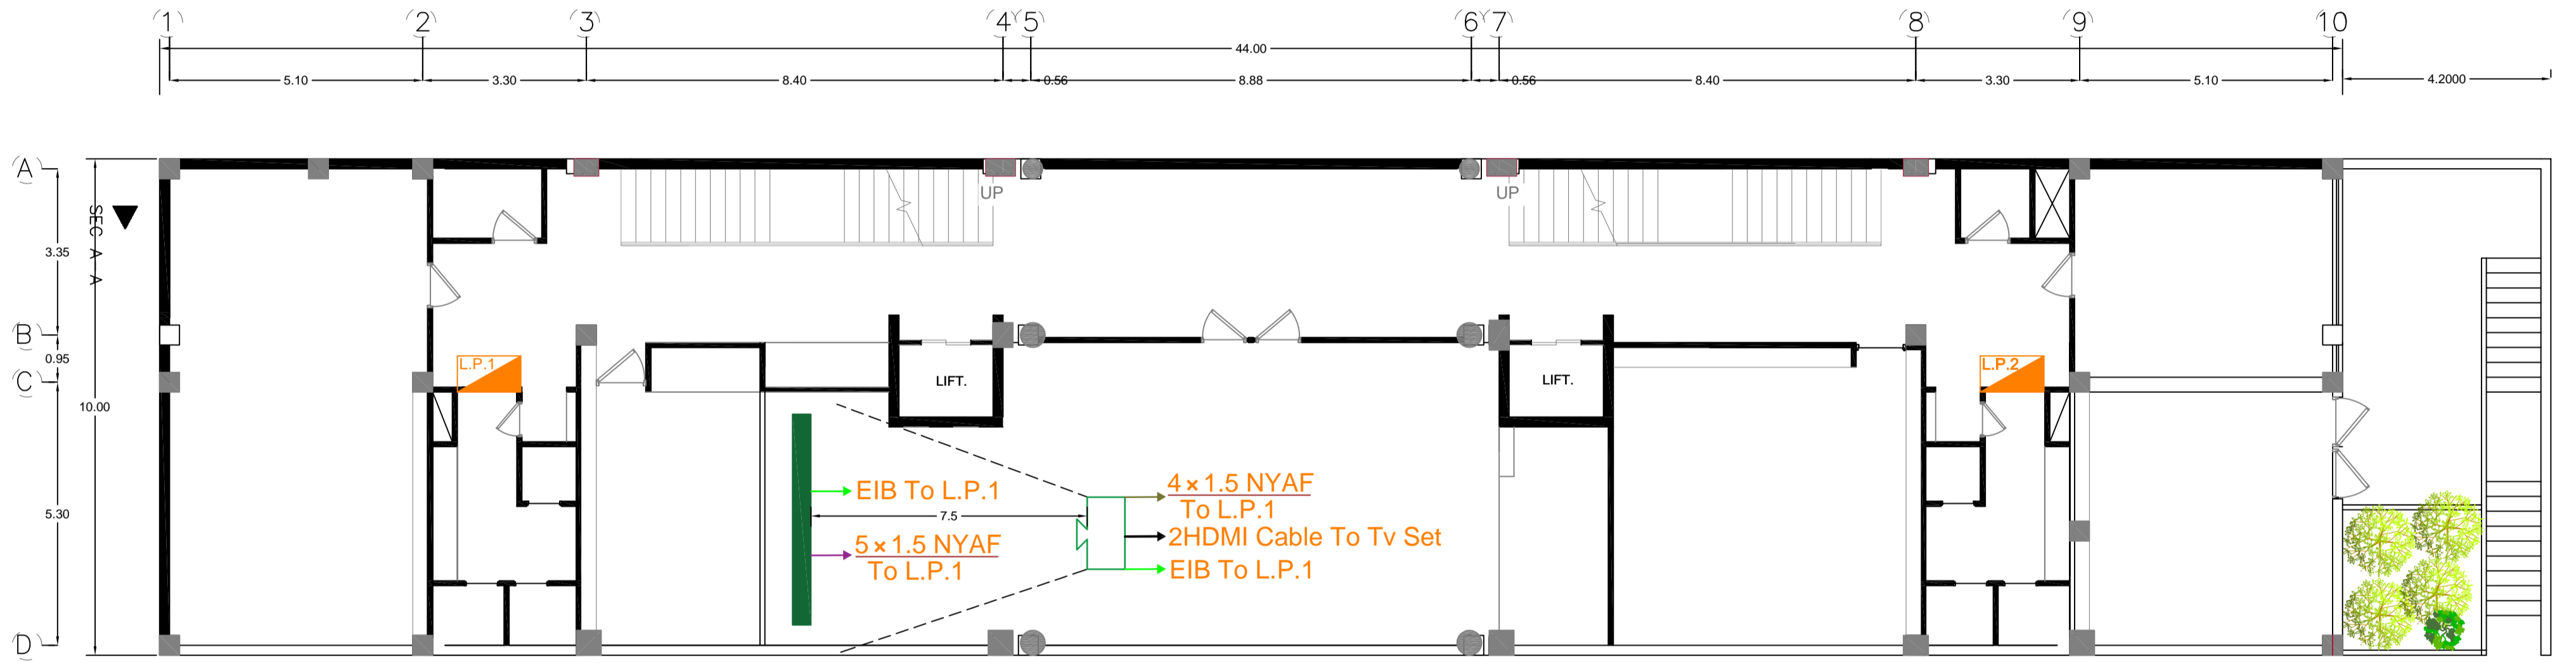 1 2 3 4 5 6 7 8 9 10
44.00
5.10 3.30 8.40 0.56 8.88 0.56 8.40 3.30 5.10 4.2000
A
UP UP
SEC A A
3.35
B
0.95
L.P.1 L.P.2
C
LIFT. LIFT.
10.00
EIB To L.P.1
4×1.5 NYAF
To L.P.1
5.30
7.5
2HDMI Cable To Tv Set
5×1.5 NYAF
To L.P.1
EIB To L.P.1
D